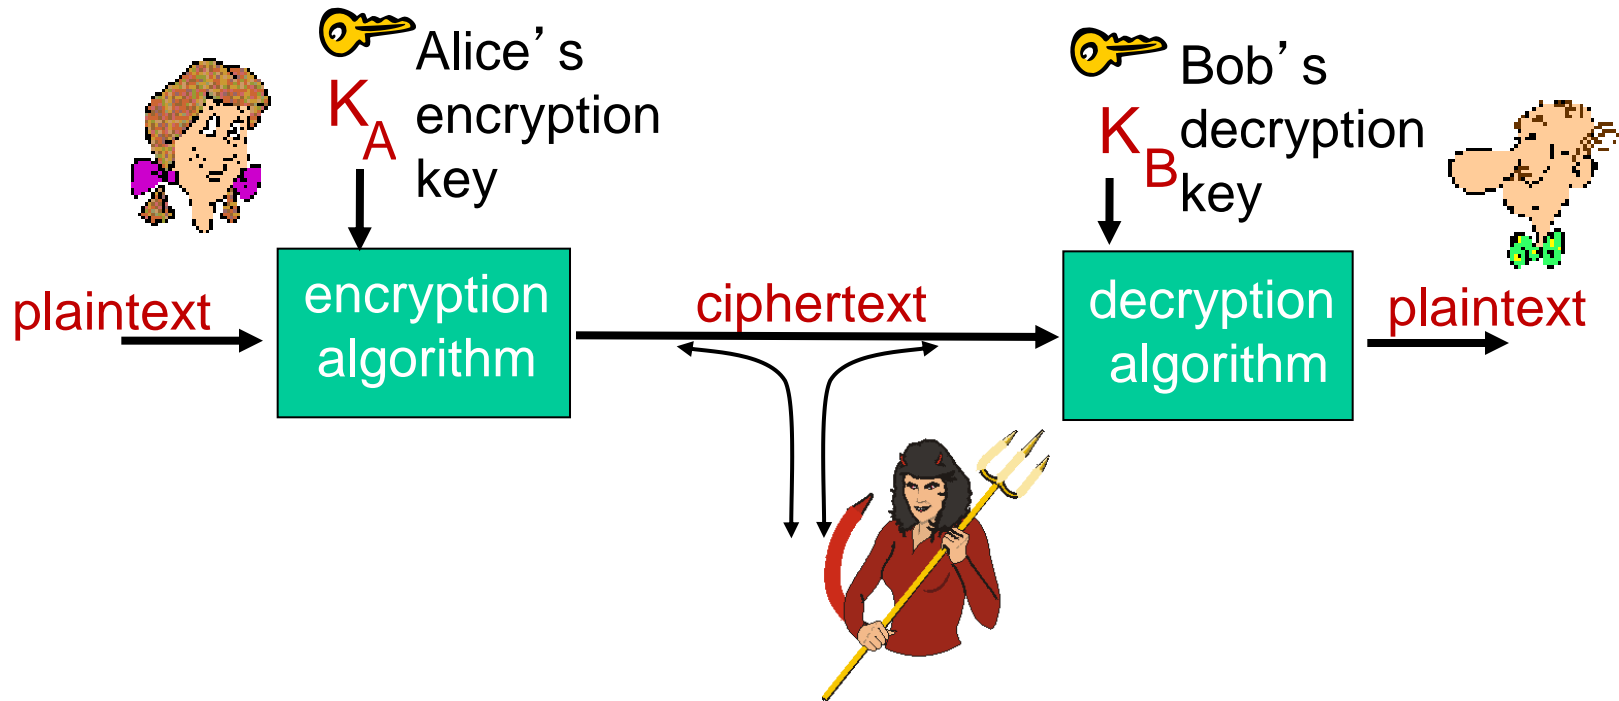 Alice’s
encryption
key
K
A
Bob’s
decryption
key
K
B
plaintext
encryption
algorithm
ciphertext
decryption
algorithm
plaintext